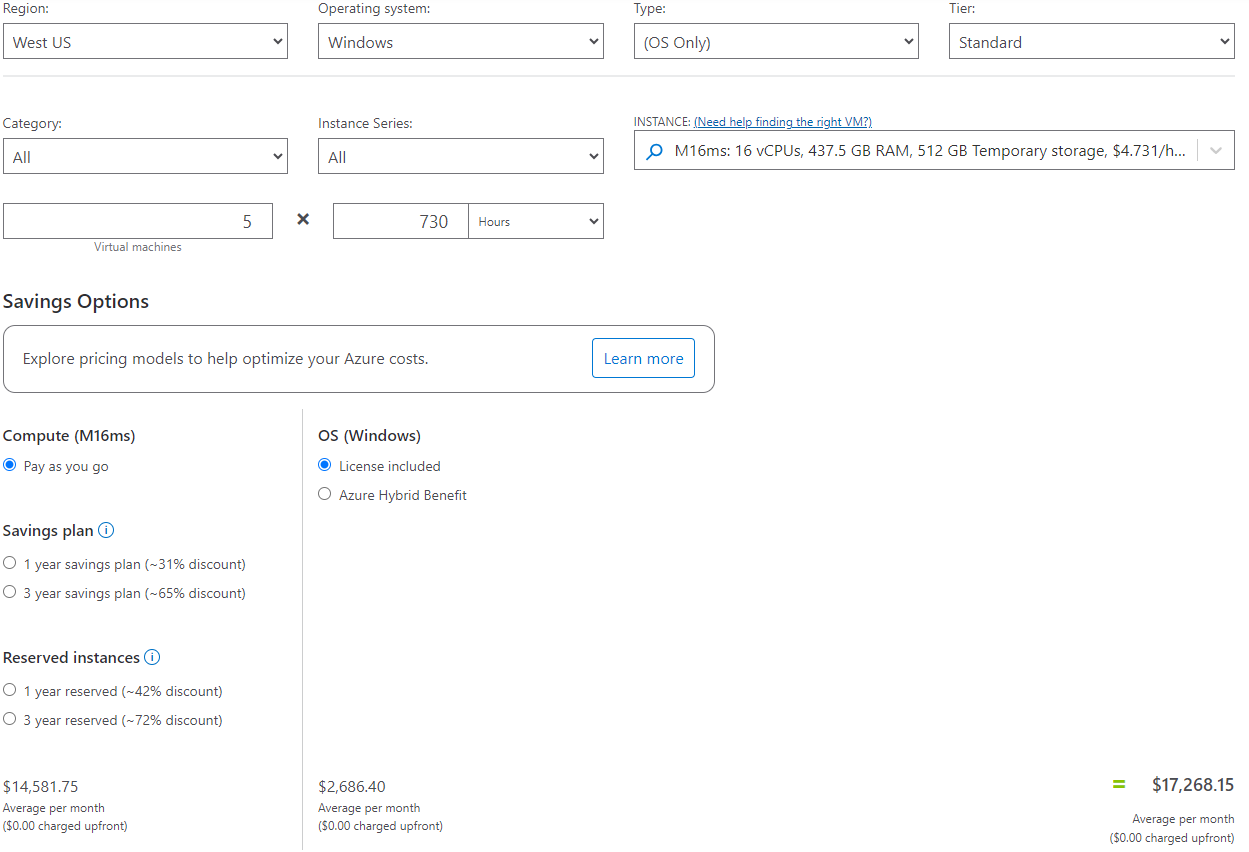 Region:
Operating system:
Type:
Tier:
West US
Windows
(OS Only)
Standard
Category:
Instance Series:
INSTANCE: (Need help finding the right VM?)
All
All
M16ms: 16 vCPUs, 437.5 GB RAM, 512 GB Temporary storage, $4.731/h...
5
×
730
Hours
Virtual machines
Savings Options
Explore pricing models to help optimize your Azure costs.
Learn more
Compute (M16ms)
Pay as you go
Savings plan
1 year savings plan (~31% discount)
3 year savings plan (~65% discount)
Reserved instances
1 year reserved (~42% discount)
3 year reserved (~72% discount)
$14,581.75
Average per month
($0.00 charged upfront)
OS (Windows)
License included
Azure Hybrid Benefit
$2,686.40
Average per month
($0.00 charged upfront)
= $17,268.15
Average per month
($0.00 charged upfront)